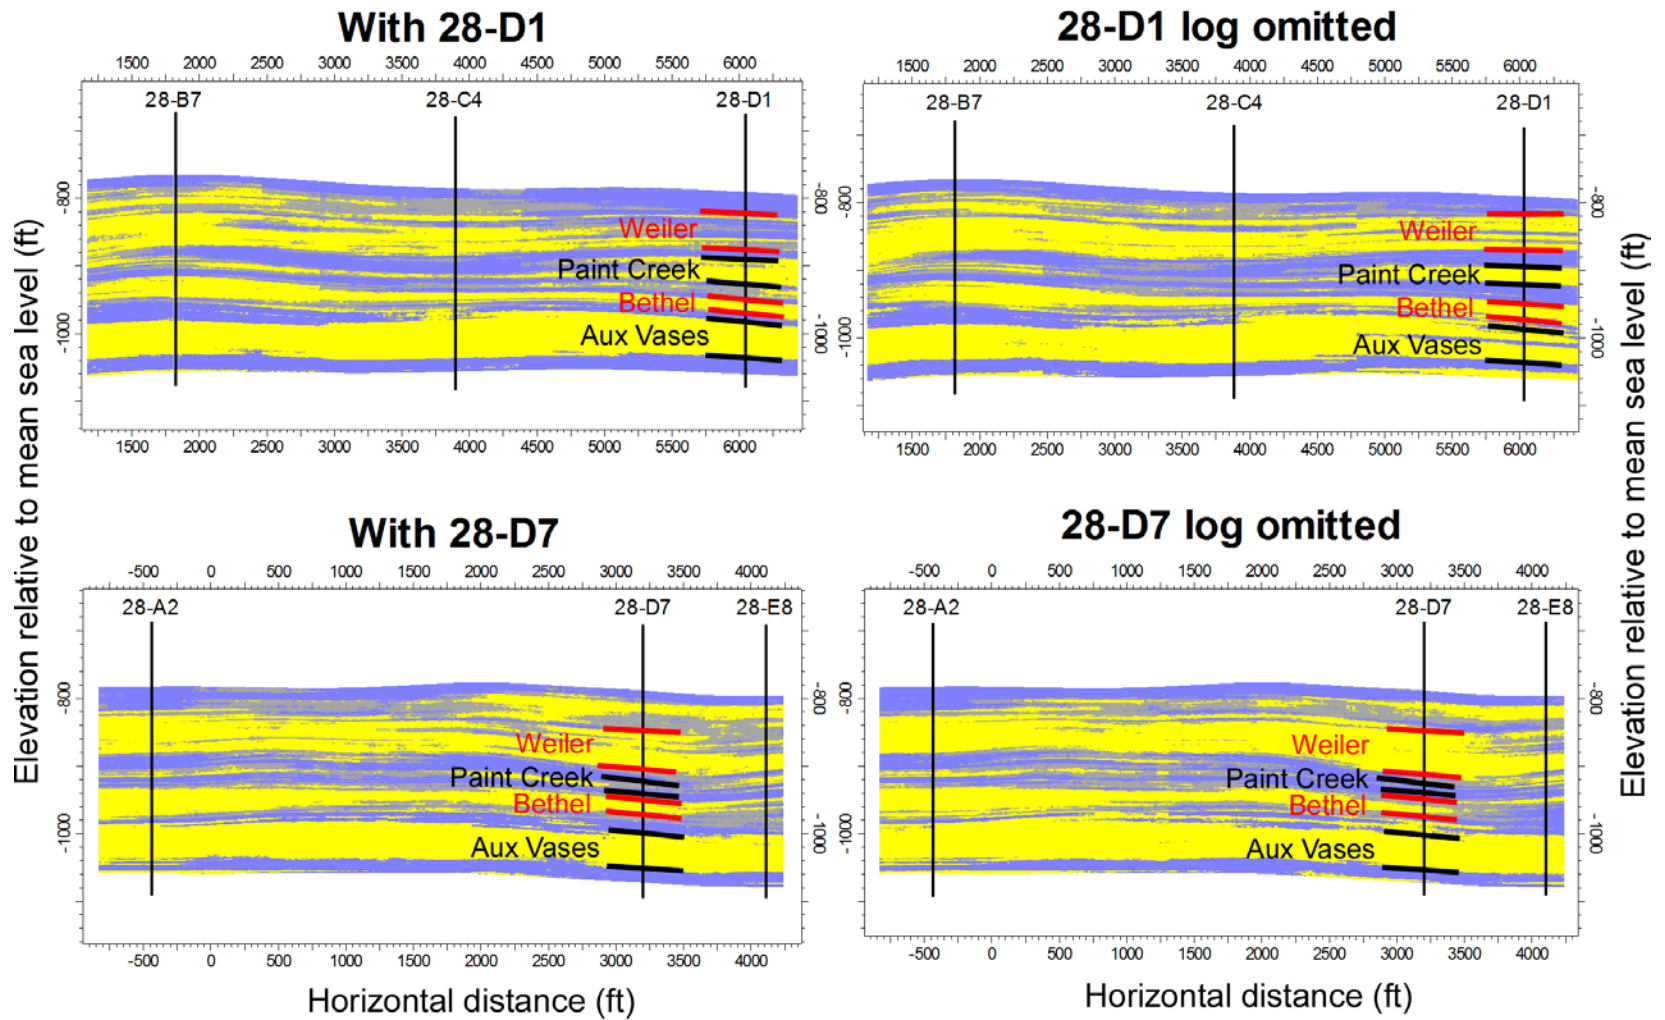 With 28-D1
1500 2000 2500 3000 3500 4000 4500 5000 5500 6000
28-B7 28-C4 28-D1
-800 -800
Weiler
Paint Creek
Bethel
Aux Vases
-1000 -1000
1500 2000 2500 3000 3500 4000 4500 5000 5500 6000
28-D1 log omitted
1500 2000 2500 3000 3500 4000 4500 5000 5500 6000
28-B7 28-C4 28-D1
-800 -800
Weiler
Paint Creek
Bethel
Aux Vases
-1000 -1000
1500 2000 2500 3000 3500 4000 4500 5000 5500 6000
With 28-D7
-500 0 500 1000 1500 2000 2500 3000 3500 4000
28-A2 28-D7 28-E8
-800 -800
Weiler
Paint Creek
Bethel
Aux Vases
-1000 -1000
-500 0 500 1000 1500 2000 2500 3000 3500 4000
28-D7 log omitted
-500 0 500 1000 1500 2000 2500 3000 3500 4000
28-A2 28-D7 28-E8
-800 -800
Weiler
Paint Creek
Bethel
Aux Vases
-1000 -1000
-500 0 500 1000 1500 2000 2500 3000 3500 4000
Elevation relative to mean sea level (ft)
Elevation relative to mean sea level (ft)
Horizontal distance (ft)
Horizontal distance (ft)